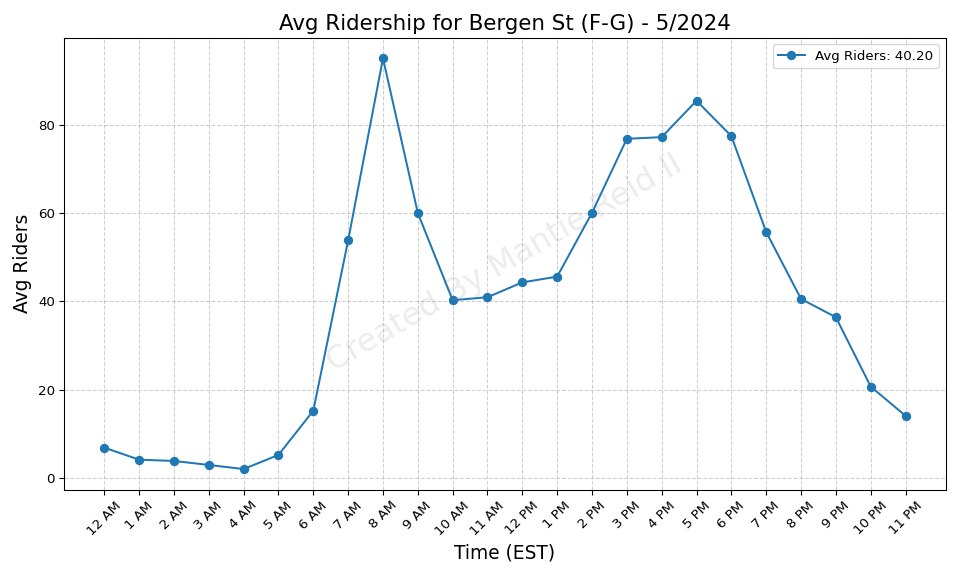 Avg Ridership for Bergen St (F-G) - 5/2024
Avg Riders: 40.20
80
60
40
20
0
Avg Riders
Created By Mantie Reid II
12 AM
1 AM
2 AM
3 AM
4 AM
5 AM
6 AM
7 AM
8 AM
9 AM
10 AM
11 AM
12 PM
1 PM
2 PM
3 PM
4 PM
5 PM
6 PM
7 PM
8 PM
9 PM
10 PM
11 PM
Time (EST)